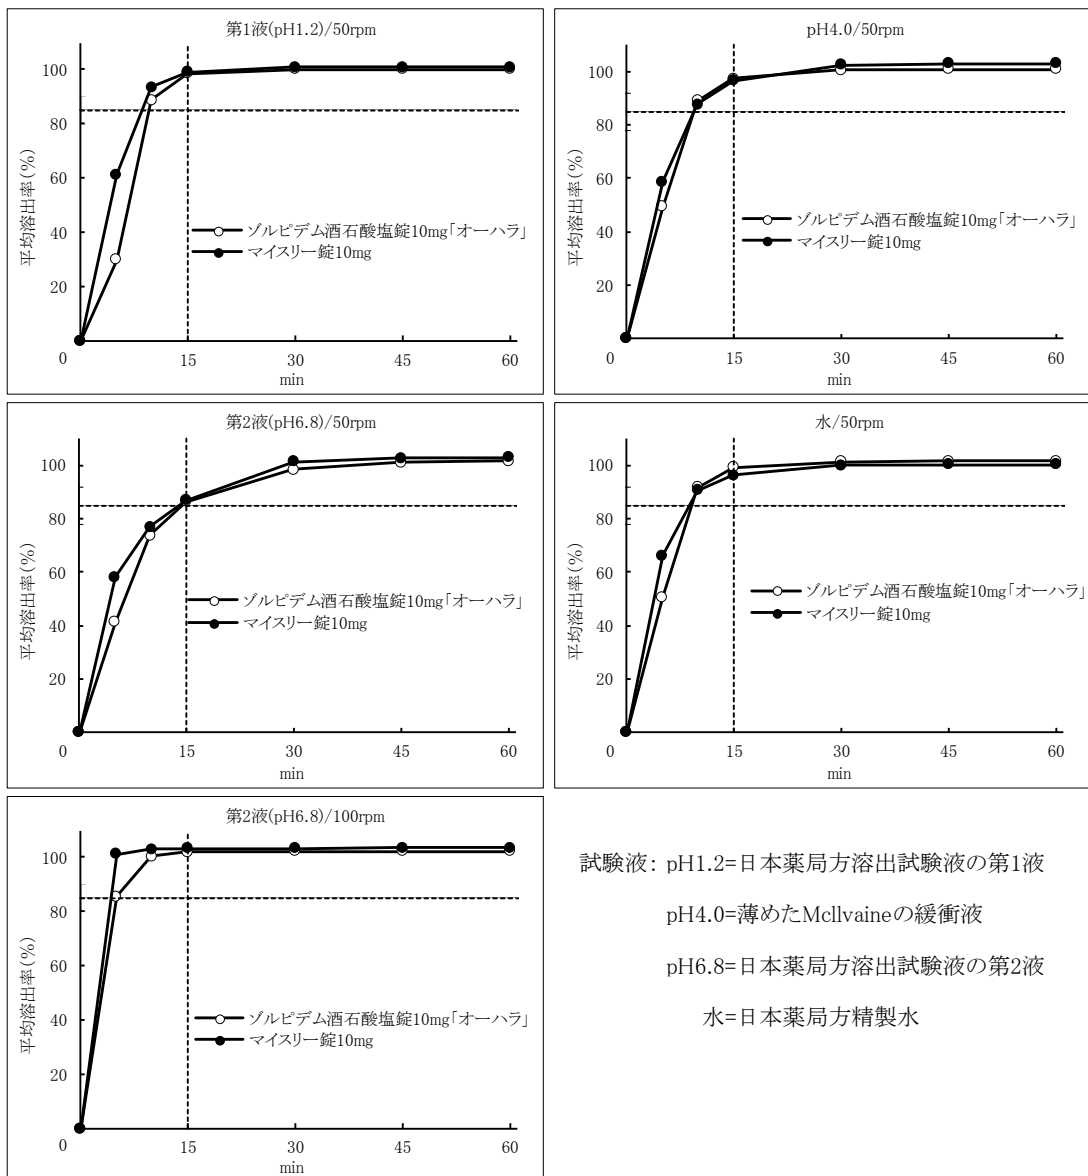 第1液(pH1.2)/50rpm
平均溶出率(%)
100
80
60
40
20
0
15
30
45
60
min
ゾルピデム酒石酸塩錠10mg「オーハラ」
マイスリー錠10mg
pH4.0/50rpm
平均溶出率(%)
100
80
60
40
20
0
15
30
45
60
min
ゾルピデム酒石酸塩錠10mg「オーハラ」
マイスリー錠10mg
第2液(pH6.8)/50rpm
平均溶出率(%)
100
80
60
40
20
0
15
30
45
60
min
ゾルピデム酒石酸塩錠10mg「オーハラ」
マイスリー錠10mg
水/50rpm
平均溶出率(%)
100
80
60
40
20
0
15
30
45
60
min
ゾルピデム酒石酸塩錠10mg「オーハラ」
マイスリー錠10mg
第2液(pH6.8)/100rpm
平均溶出率(%)
100
80
60
40
20
0
15
30
45
60
min
ゾルピデム酒石酸塩錠10mg「オーハラ」
マイスリー錠10mg
試験液: pH1.2=日本薬局方溶出試験液の第1液
pH4.0=薄めたMcllvaineの緩衝液
pH6.8=日本薬局方溶出試験液の第2液
水=日本薬局方精製水